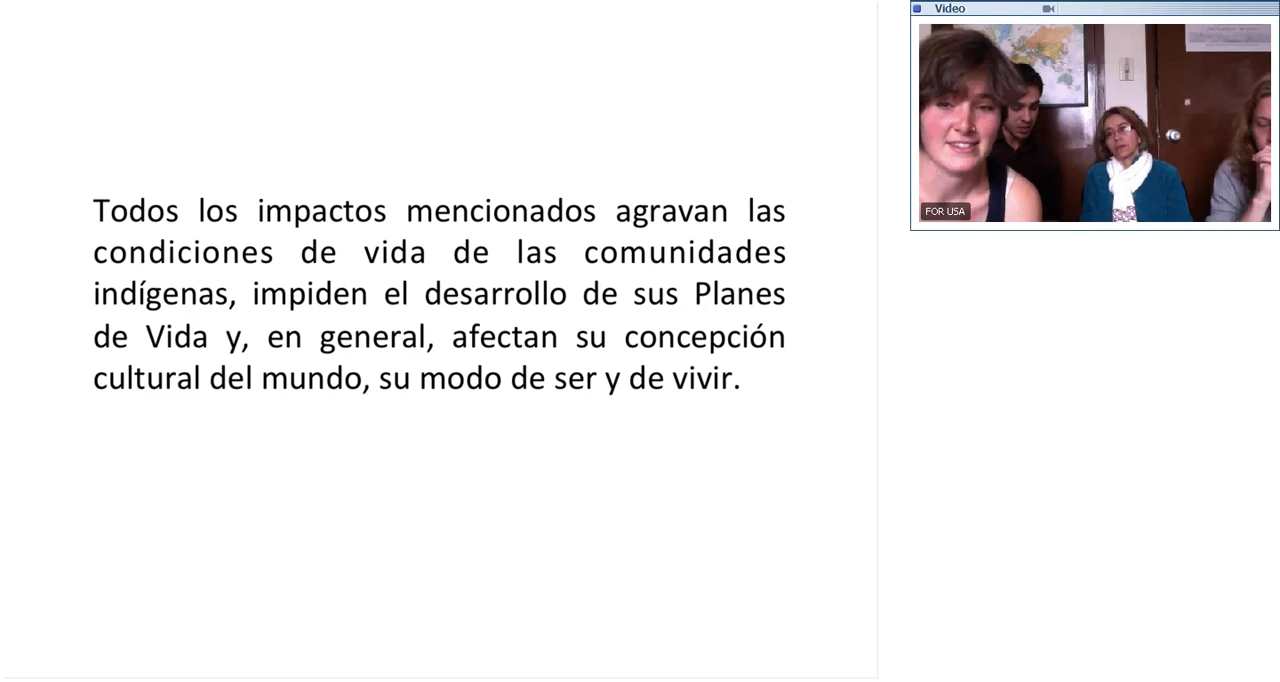 Video
Todos los impactos mencionados agravan las
condiciones de vida de las comunidades
indígenas, impiden el desarrollo de sus Planes
de Vida y, en general, afectan su concepción
cultural del mundo, su modo de ser y de vivir.
FOR USA